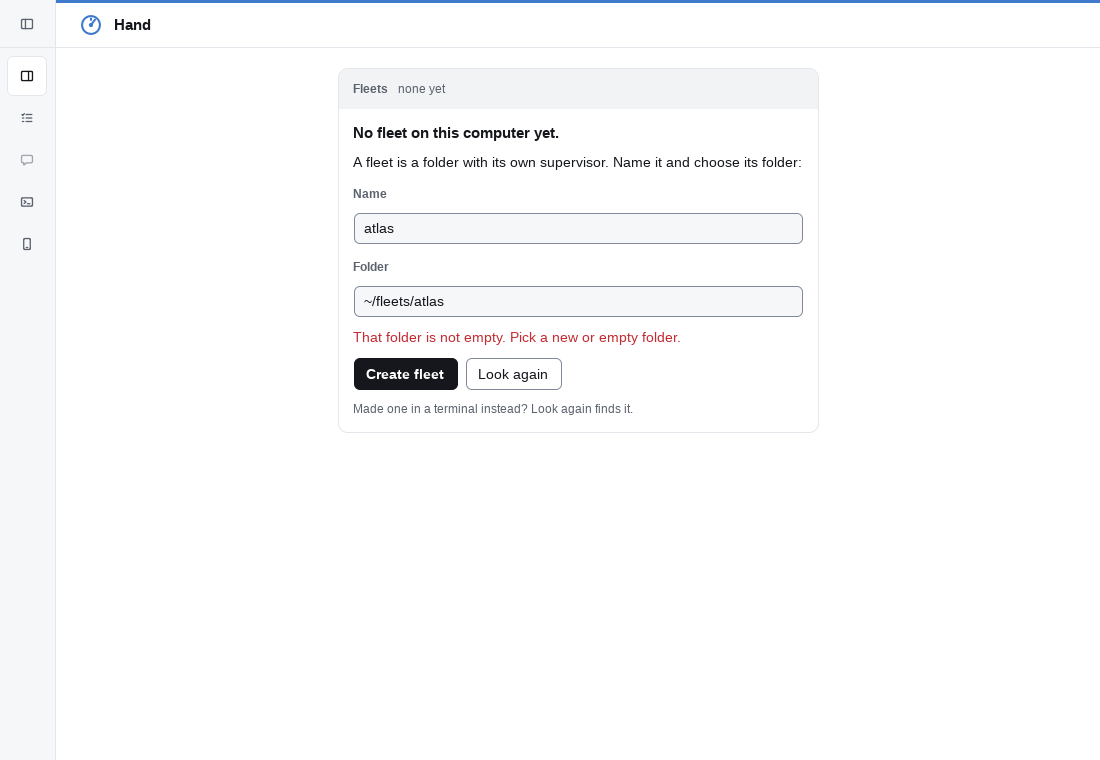 Hand
Fleets none yet
No fleet on this computer yet.
A fleet is a folder with its own supervisor. Name it and choose its folder:
Name
atlas
Folder
~/fleets/atlas
That folder is not empty. Pick a new or empty folder.
Create fleet Look again
Made one in a terminal instead? Look again finds it.